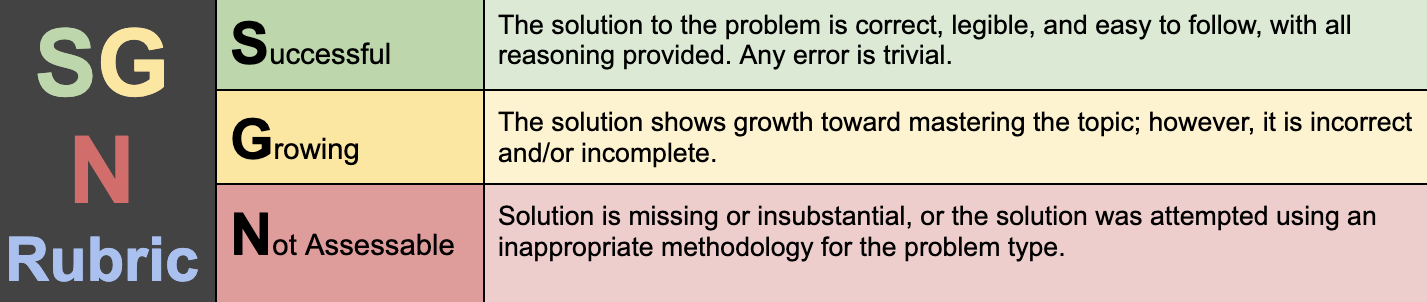 SG
N
Rubric
Successful
The solution to the problem is correct, legible, and easy to follow, with all
reasoning provided. Any error is trivial.
Growing
The solution shows growth toward mastering the topic; however, it is incorrect
and/or incomplete.
Not Assessable
Solution is missing or insubstantial, or the solution was attempted using an
inappropriate methodology for the problem type.